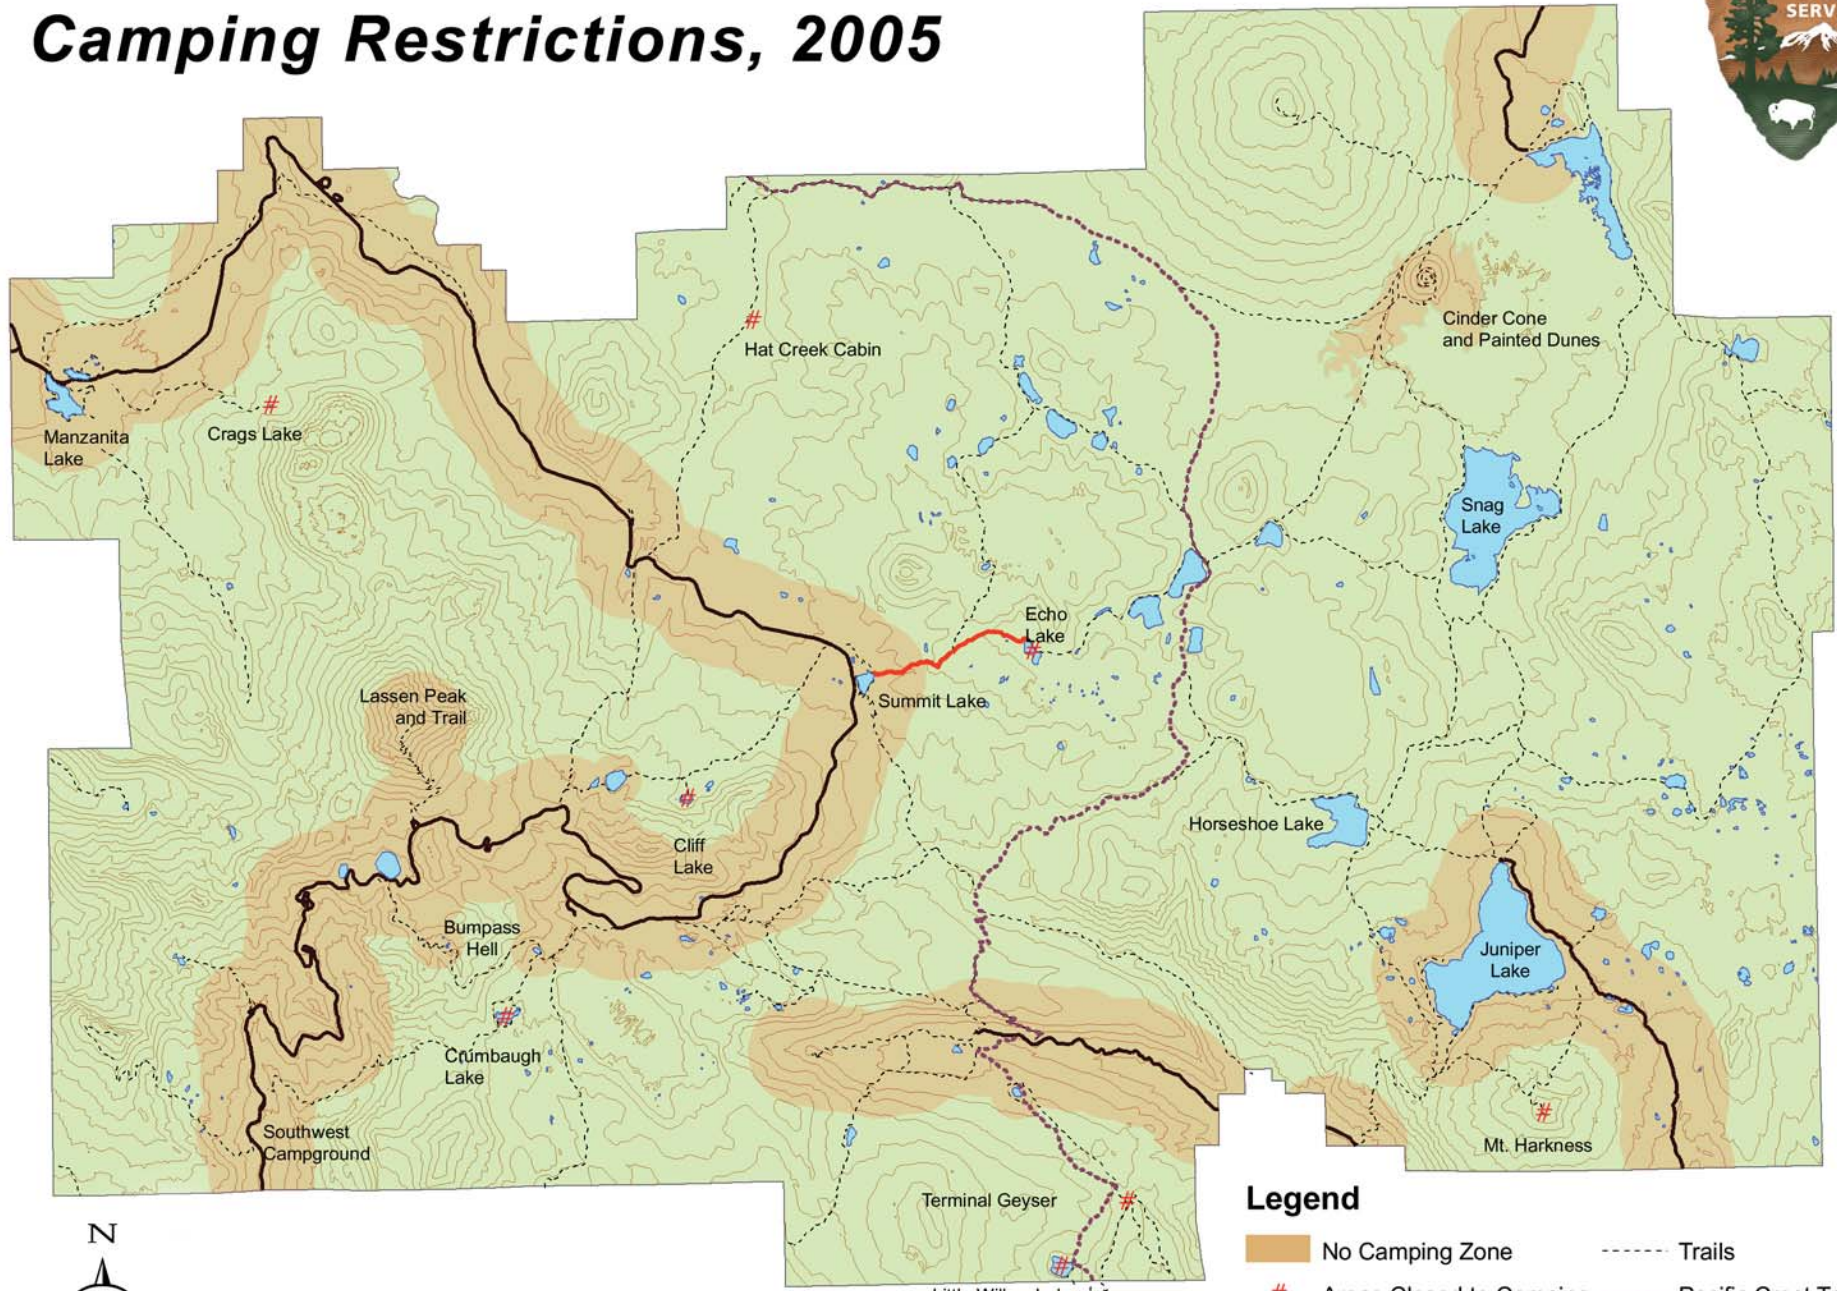 Camping Restrictions, 2005
SERV
Hat Creek Cabin
Cinder Cone
and Painted Dunes
Manzanita
Lake
Crags Lake
Snag
Lake
Echo
Lake
Lassen Peak
and Trail
Summit Lake
Horseshoe Lake
Cliff
Lake
Bumpass
Hell
Juniper
Lake
Crumbaugh
Lake
Southwest
Campground
Mt. Harkness
Terminal Geyser
N
Legend
No Camping Zone
Trails